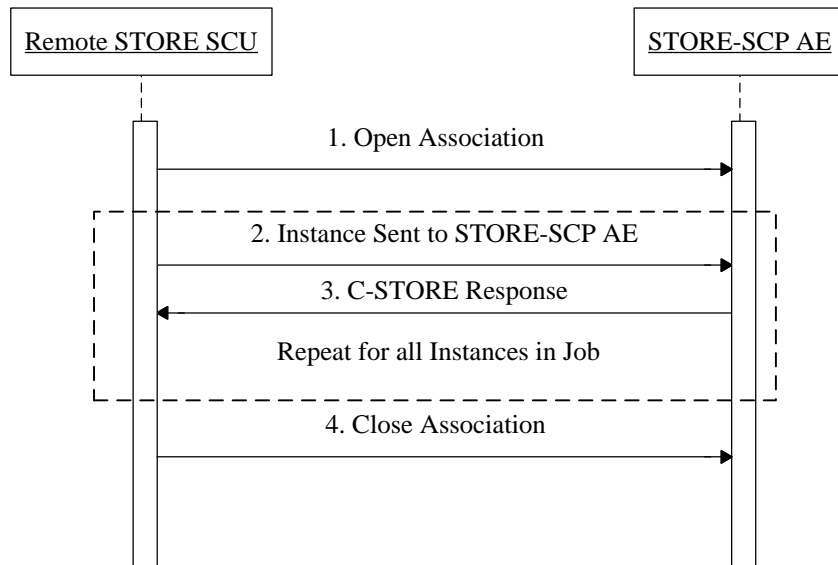 Remote STORE SCU
STORE-SCP AE
1. Open Association
2. Instance Sent to STORE-SCP AE
3. C-STORE Response
Repeat for all Instances in Job
4. Close Association